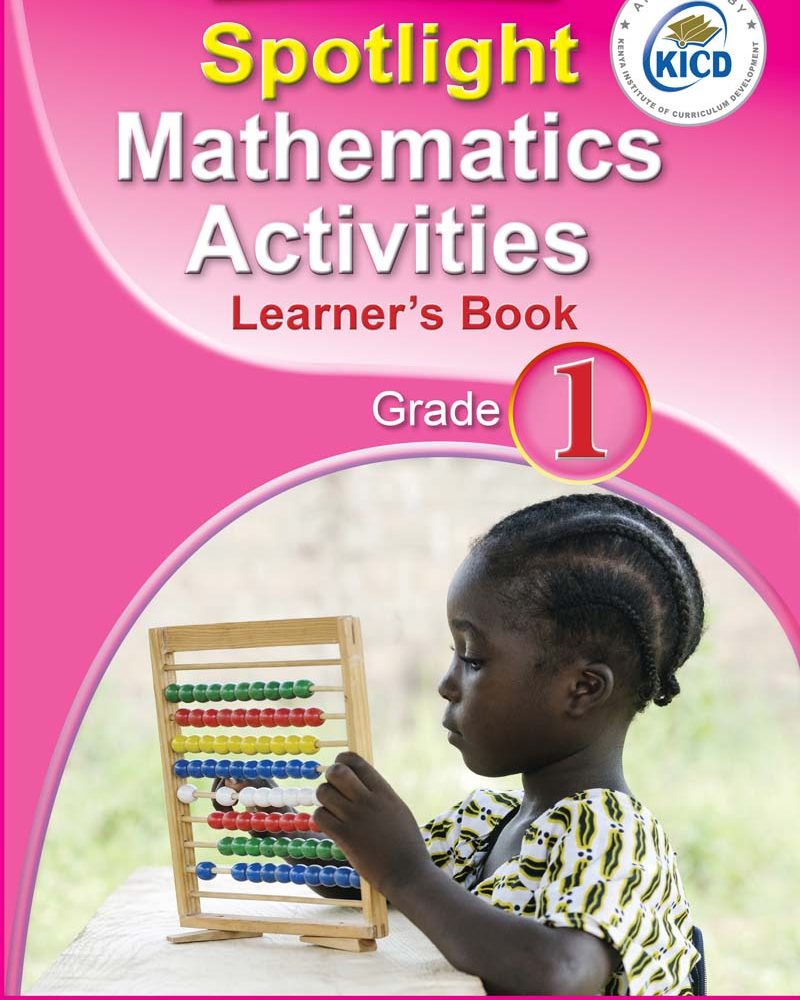 Spotlight
KICD
KENYA INSTITUTE OF CURRICULUM DEVELOPMENT
Mathematics
Activities
Learner's Book
Grade 1